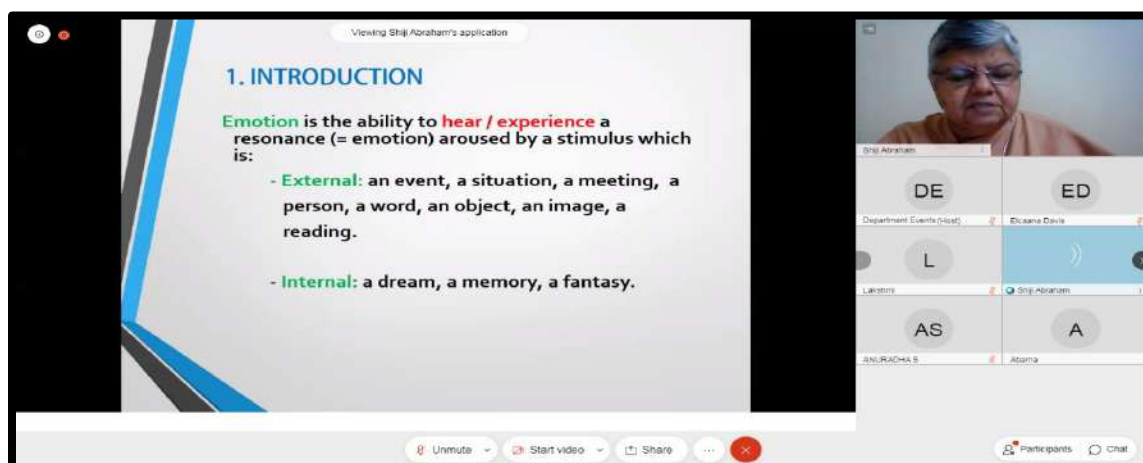 Viewing Shiji Abraham's application
1. INTRODUCTION
Emotion is the ability to hear / experience a
resonance (= emotion) aroused by a stimulus which
is:
- External: an event, a situation, a meeting, a
person, a word, an object, an image, a
reading.
- Internal: a dream, a memory, a fantasy.
Shiji Abraham
DE
ED
Department Events (Host)
Elcaana Davis
L
Lakshmi
Shiji Abraham
AS
A
ANURADHA S
Abarna
Unmute
Start video
Share
Participants
Chat